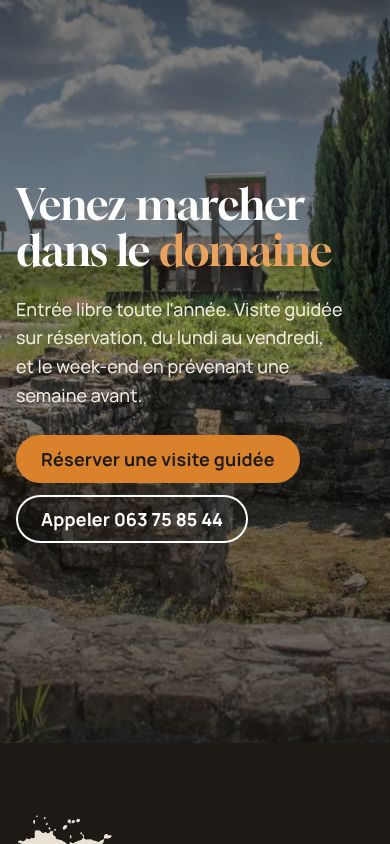 Venez marcher
dans le domaine
Entrée libre toute l'année. Visite guidée
sur réservation, du lundi au vendredi,
et le week-end en prévenant une
semaine avant.
Réserver une visite guidée
Appeler 063 75 85 44